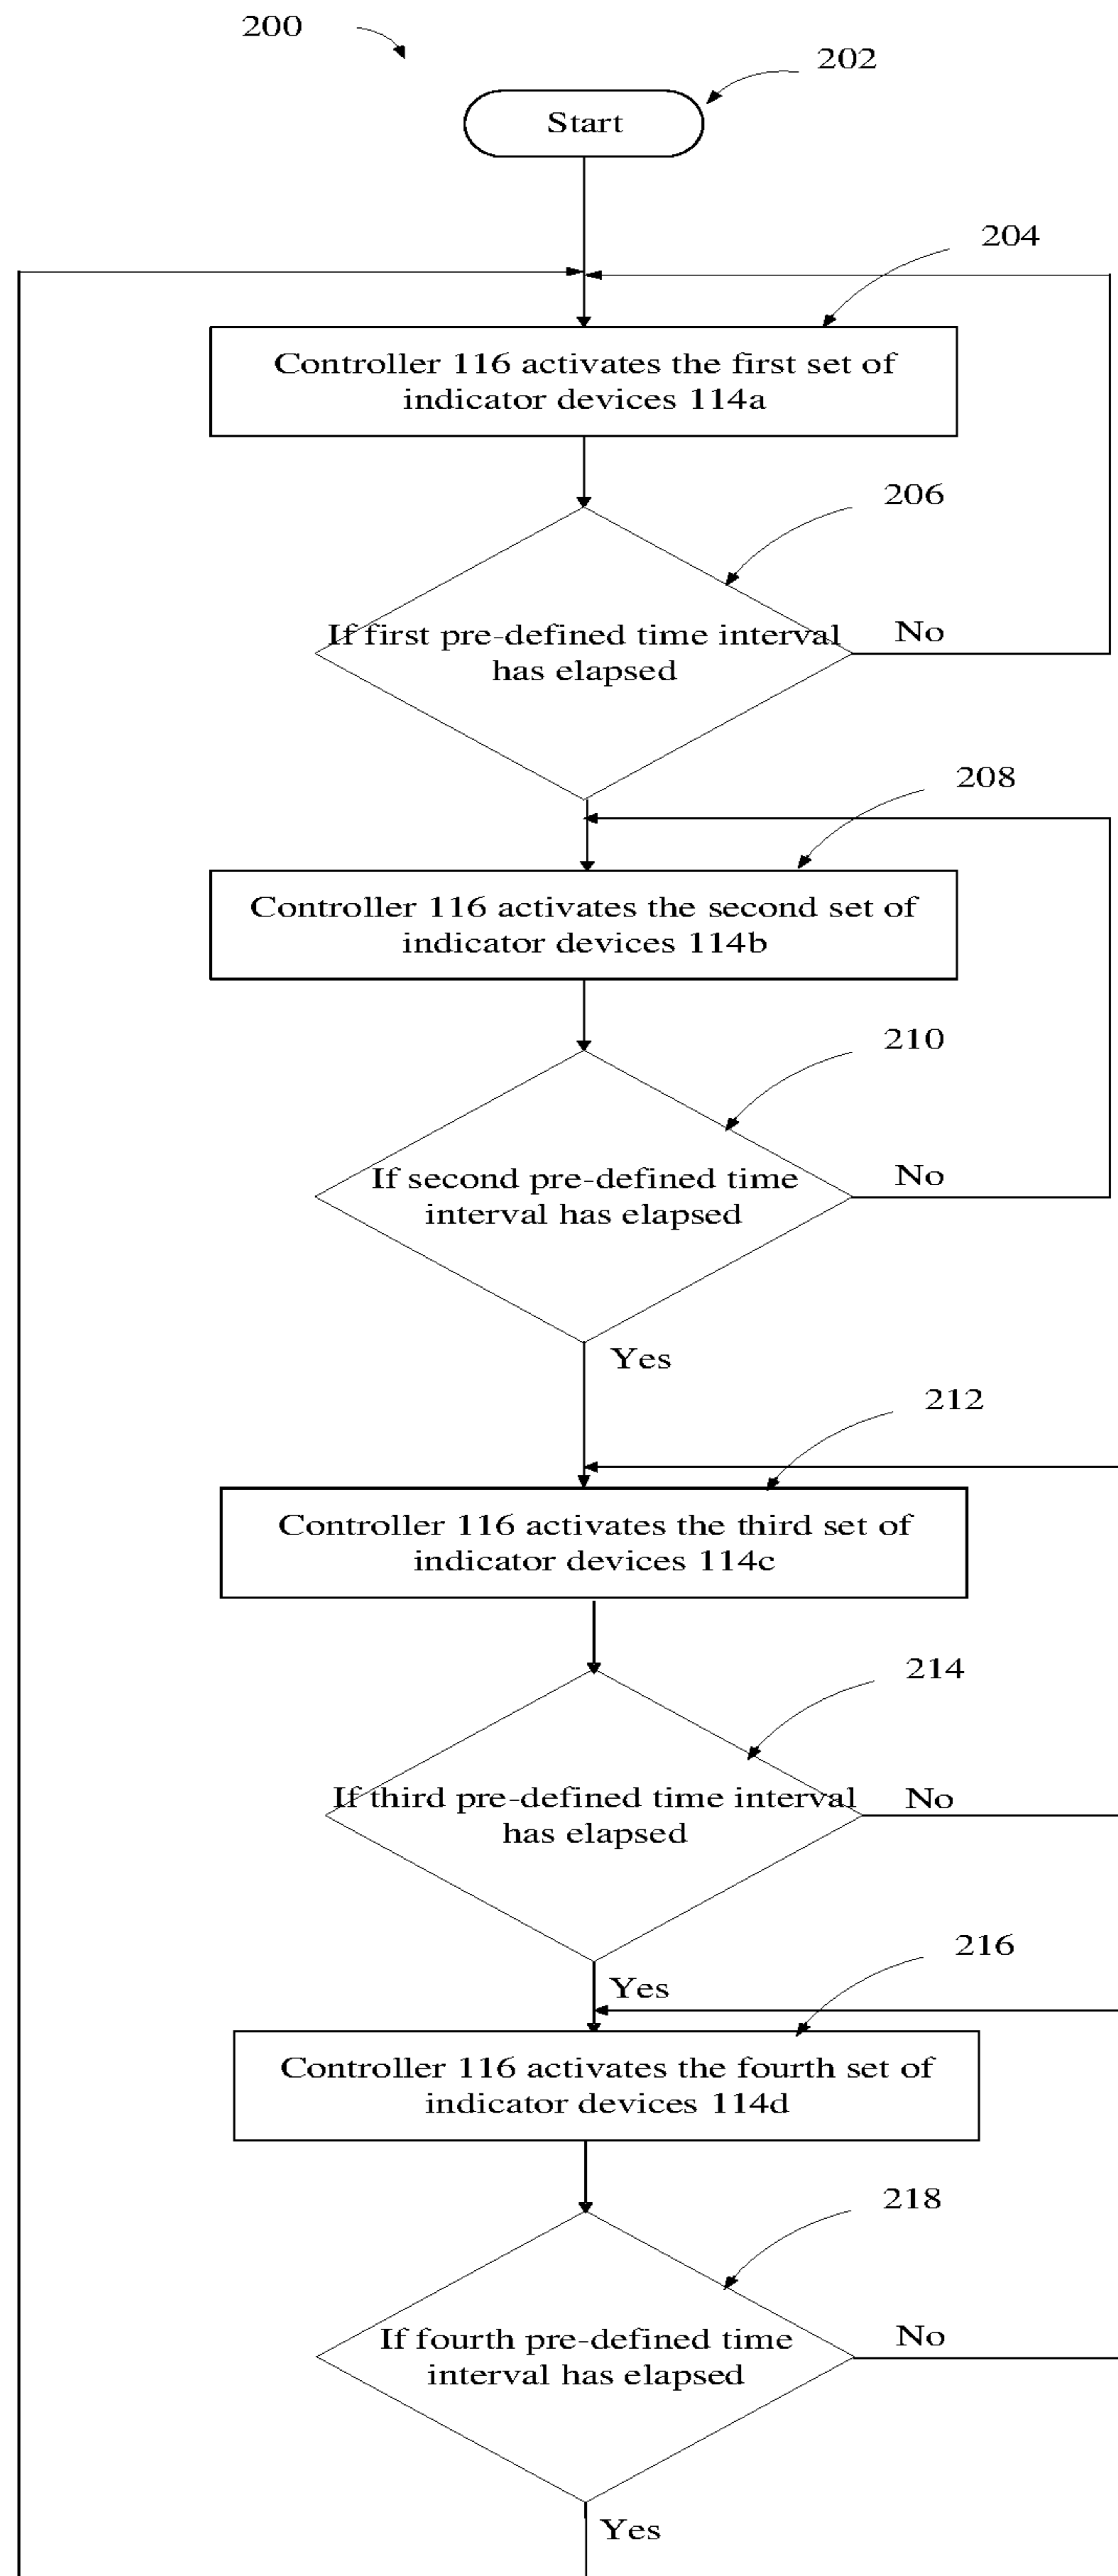 200
202
Start
204
Controller 116 activates the first set of
indicator devices 114a
206
If first pre-defined time interval
has elapsed
No
208
Controller 116 activates the second set of
indicator devices 114b
210
If second pre-defined time
interval has elapsed
No
Yes
212
Controller 116 activates the third set of
indicator devices 114c
214
If third pre-defined time interval
has elapsed
No
216
Yes
Controller 116 activates the fourth set of
indicator devices 114d
218
If fourth pre-defined time
interval has elapsed
No
Yes